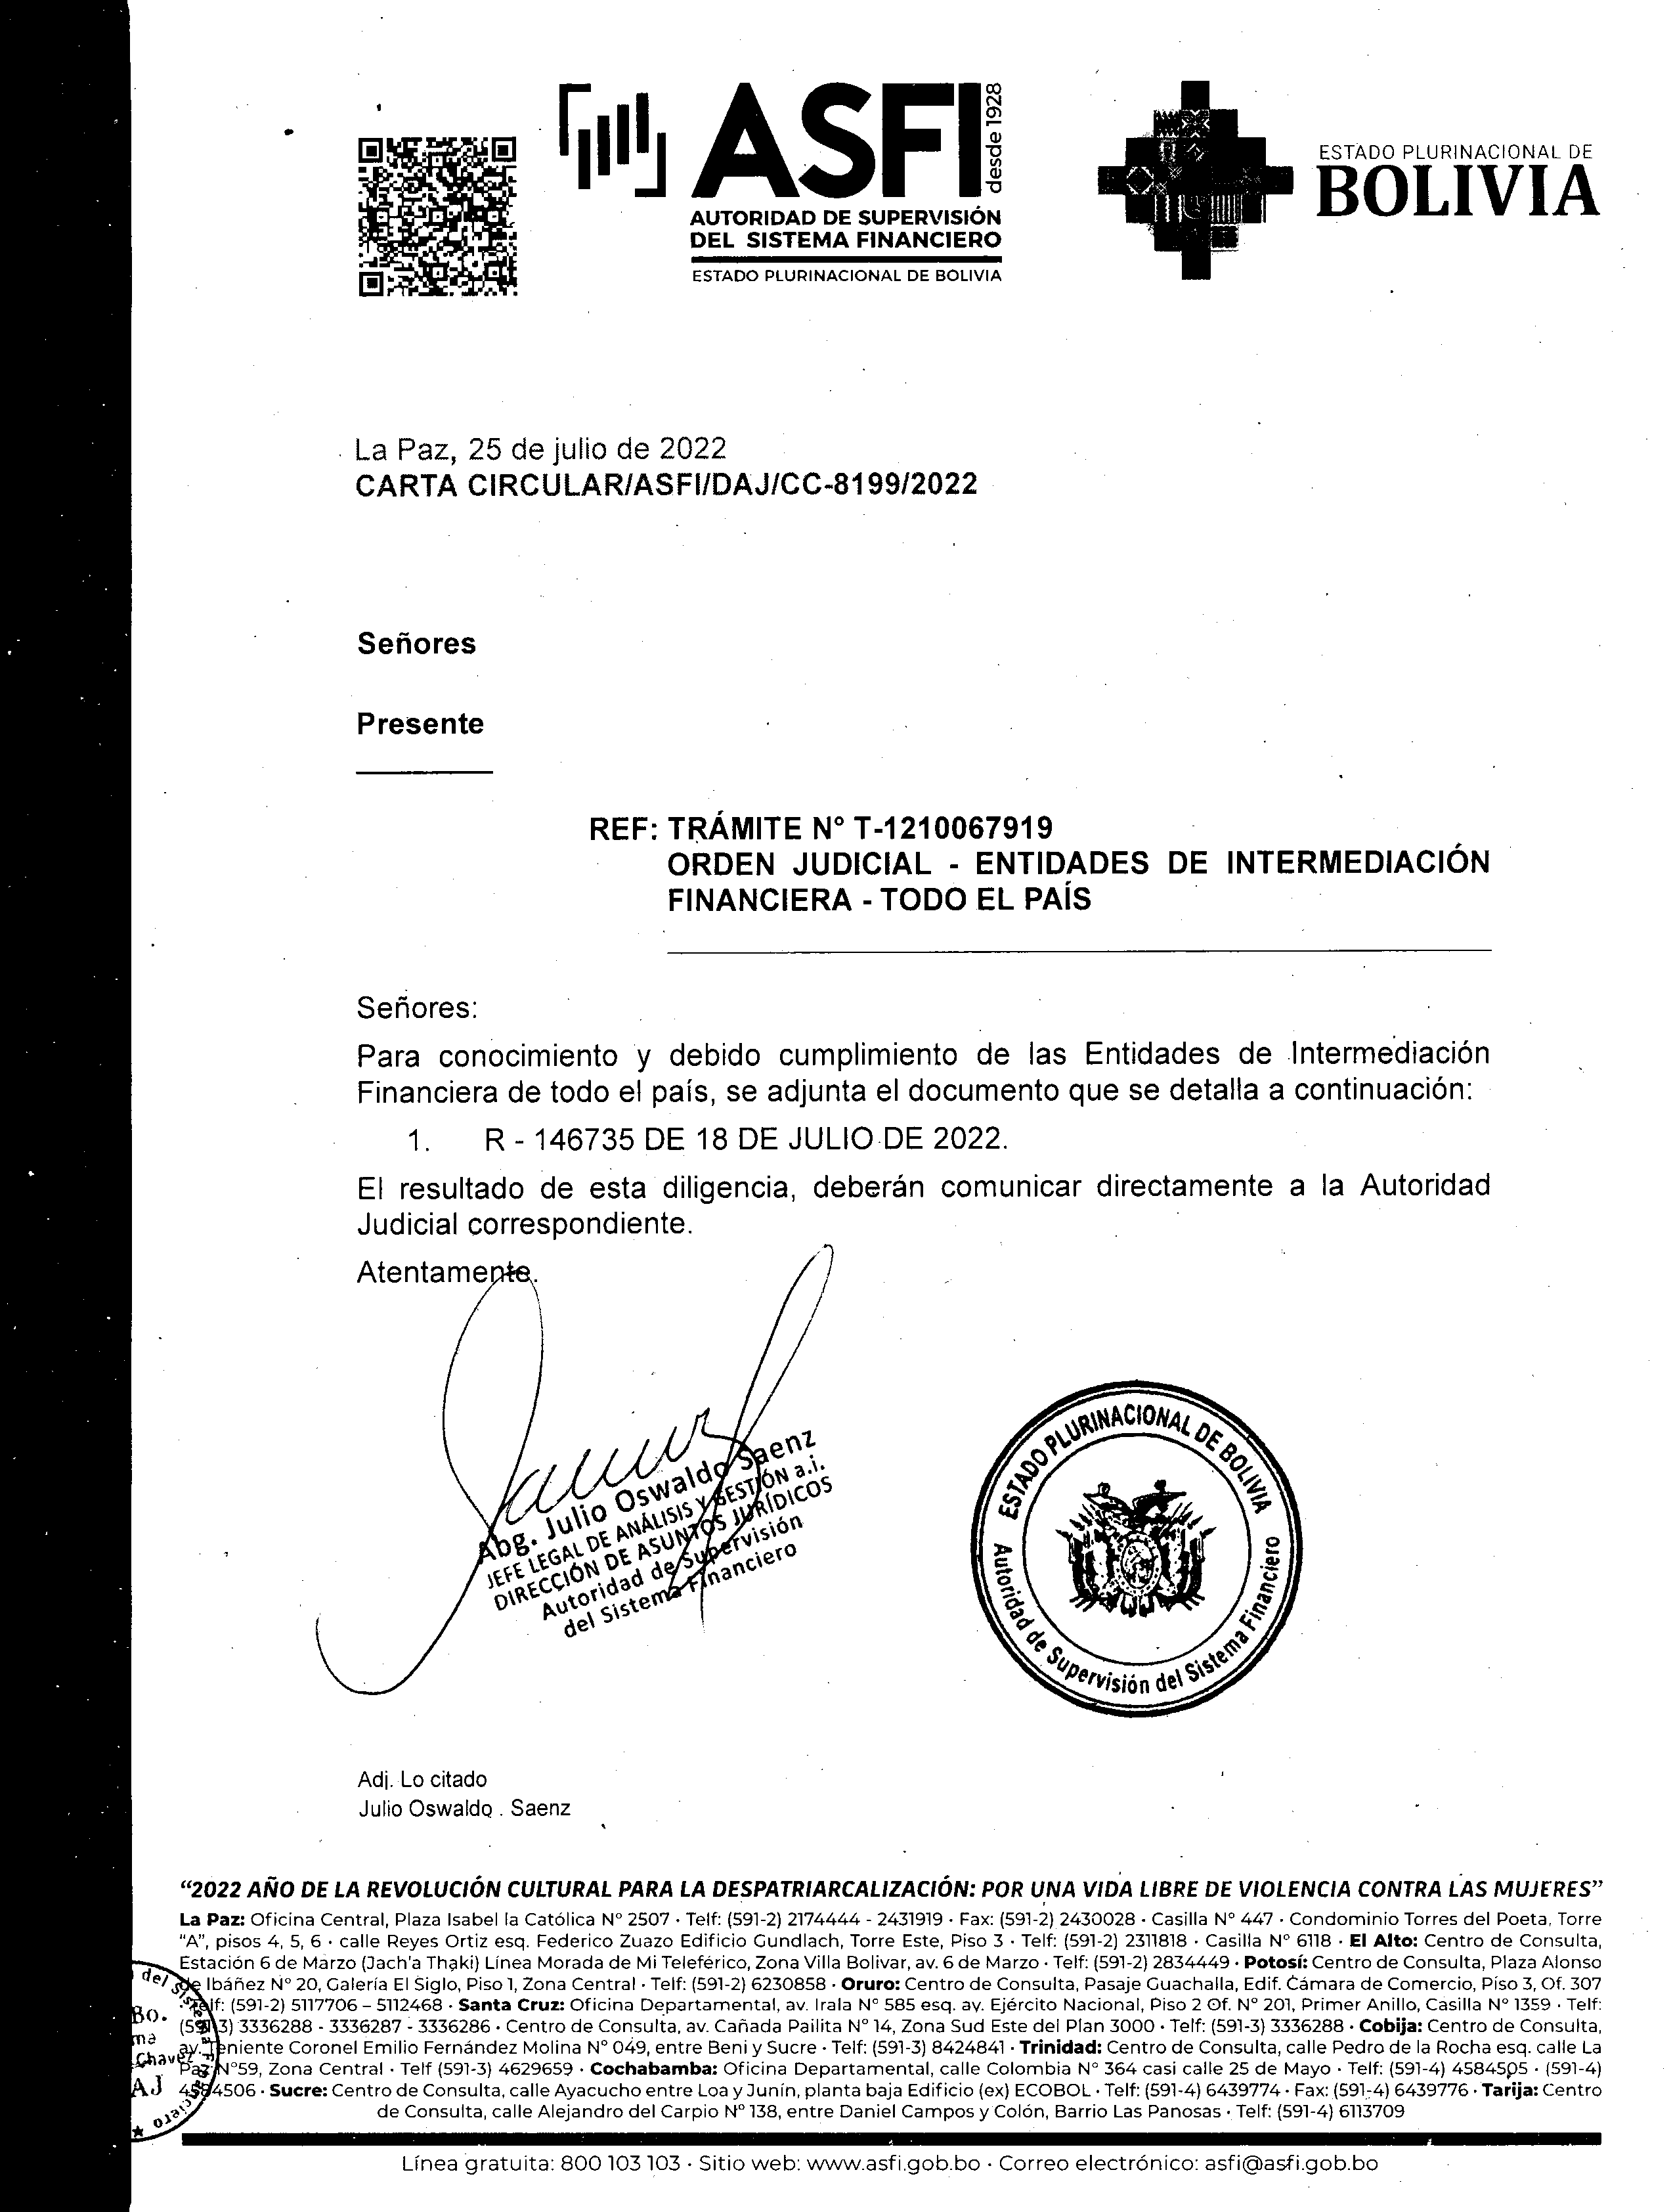 ASFI
desde 1928
AUTORIDAD DE SUPERVISIÓN
DEL SISTEMA FINANCIERO
ESTADO PLURINACIONAL DE BOLIVIA
ESTADO PLURINACIONAL DE
BOLIVIA
La Paz, 25 de julio de 2022
CARTA CIRCULAR/ASFI/DAJ/CC-8199/2022
Señores
Presente
REF: TRÁMITE N° T-1210067919
ORDEN JUDICIAL - ENTIDADES DE INTERMEDIACIÓN
FINANCIERA - TODO EL PAÍS
Señores:
Para conocimiento y debido cumplimiento de las Entidades de Intermediación
Financiera de todo el país, se adjunta el documento que se detalla a continuación:
1. R - 146735 DE 18 DE JULIO DE 2022.
El resultado de esta diligencia, deberán comunicar directamente a la Autoridad
Judicial correspondiente.
Atentamente.
Abg. Julio Oswaldo Saenz
JEFE LEGAL DE ANÁLISIS Y GESTIÓN a.i.
DIRECCIÓN DE ASUNTOS JURÍDICOS
Autoridad de Supervisión
del Sistema Financiero
ESTADO PLURINACIONAL DE BOLIVIA
Autoridad de Supervisión del Sistema Financiero
Adj. Lo citado
Julio Oswaldo . Saenz
“2022 AÑO DE LA REVOLUCIÓN CULTURAL PARA LA DESPATRIARCALIZACIÓN: POR UNA VIDA LIBRE DE VIOLENCIA CONTRA LAS MUJERES”
La Paz: Oficina Central, Plaza Isabel la Católica N° 2507 · Telf: (591-2) 2174444 - 2431919 · Fax: (591-2) 2430028 · Casilla N° 447 · Condominio Torres del Poeta, Torre
“A”, pisos 4, 5, 6 · calle Reyes Ortiz esq. Federico Zuazo Edificio Gundlach, Torre Este, Piso 3 · Telf: (591-2) 2311818 · Casilla N° 6118 · El Alto: Centro de Consulta,
Estación 6 de Marzo (Jach'a Thaki) Línea Morada de Mi Teleférico, Zona Villa Bolivar, av. 6 de Marzo · Telf: (591-2) 2834449 · Potosí: Centro de Consulta, Plaza Alonso
de Ibáñez N° 20, Galería El Siglo, Piso 1, Zona Central · Telf: (591-2) 6230858 · Oruro: Centro de Consulta, Pasaje Guachalla, Edif. Cámara de Comercio, Piso 3, Of. 307
· Telf: (591-2) 5117706 – 5112468 · Santa Cruz: Oficina Departamental, av. Irala N° 585 esq. av. Ejército Nacional, Piso 2 Of. N° 201, Primer Anillo, Casilla N° 1359 · Telf:
(591-3) 3336288 - 3336287 - 3336286 · Centro de Consulta, av. Cañada Pailita N° 14, Zona Sud Este del Plan 3000 · Telf: (591-3) 3336288 · Cobija: Centro de Consulta,
av. Teniente Coronel Emilio Fernández Molina N° 049, entre Beni y Sucre · Telf: (591-3) 8424841 · Trinidad: Centro de Consulta, calle Pedro de la Rocha esq. calle La
Paz N°59, Zona Central · Telf (591-3) 4629659 · Cochabamba: Oficina Departamental, calle Colombia N° 364 casi calle 25 de Mayo · Telf: (591-4) 4584505 · (591-4)
4584506 · Sucre: Centro de Consulta, calle Ayacucho entre Loa y Junín, planta baja Edificio (ex) ECOBOL · Telf: (591-4) 6439774 · Fax: (591-4) 6439776 · Tarija: Centro
de Consulta, calle Alejandro del Carpio N° 138, entre Daniel Campos y Colón, Barrio Las Panosas · Telf: (591-4) 6113709
Línea gratuita: 800 103 103 · Sitio web: www.asfi.gob.bo · Correo electrónico: asfi@asfi.gob.bo